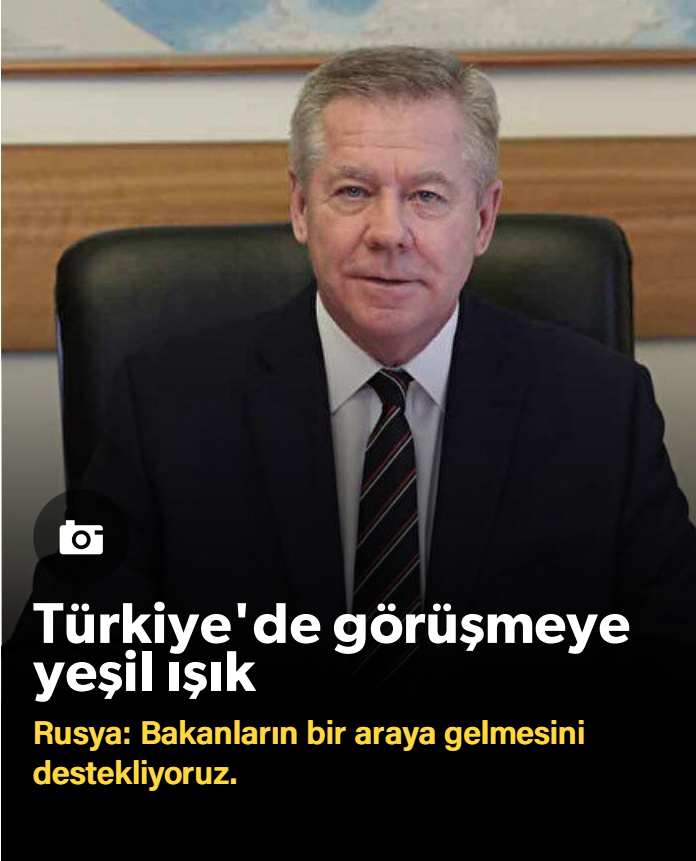 Türkiye'de görüşmeye
yeşil ışık
Rusya: Bakanların bir araya gelmesini
destekliyoruz.